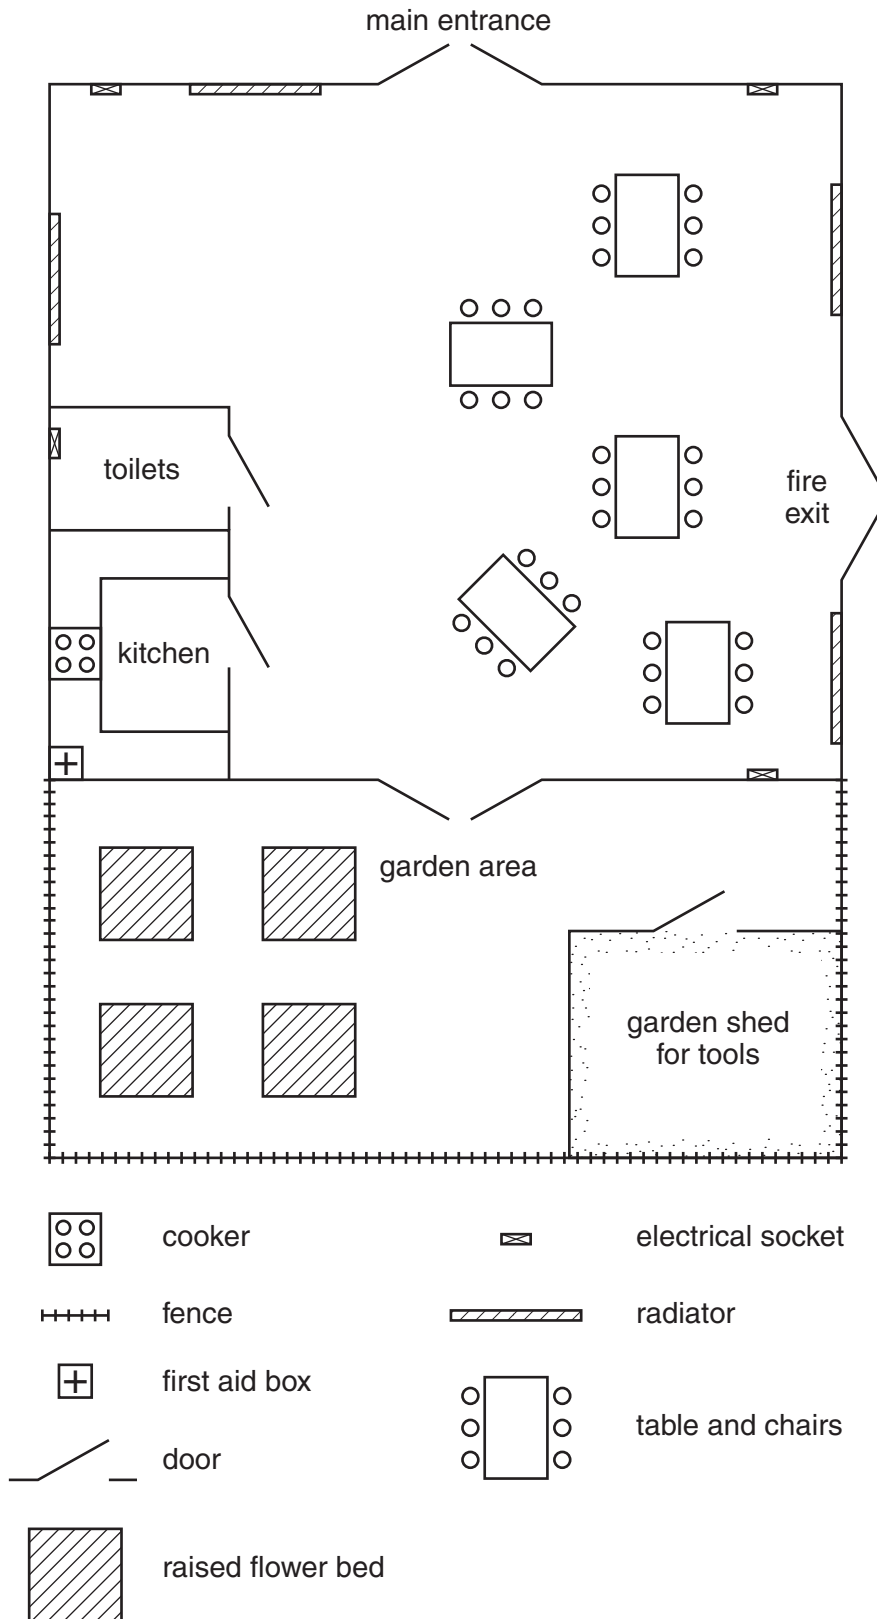 main entrance
toilets
fire
exit
kitchen
garden area
garden shed
for tools
cooker
electrical socket
fence
radiator
first aid box
table and chairs
door
raised flower bed